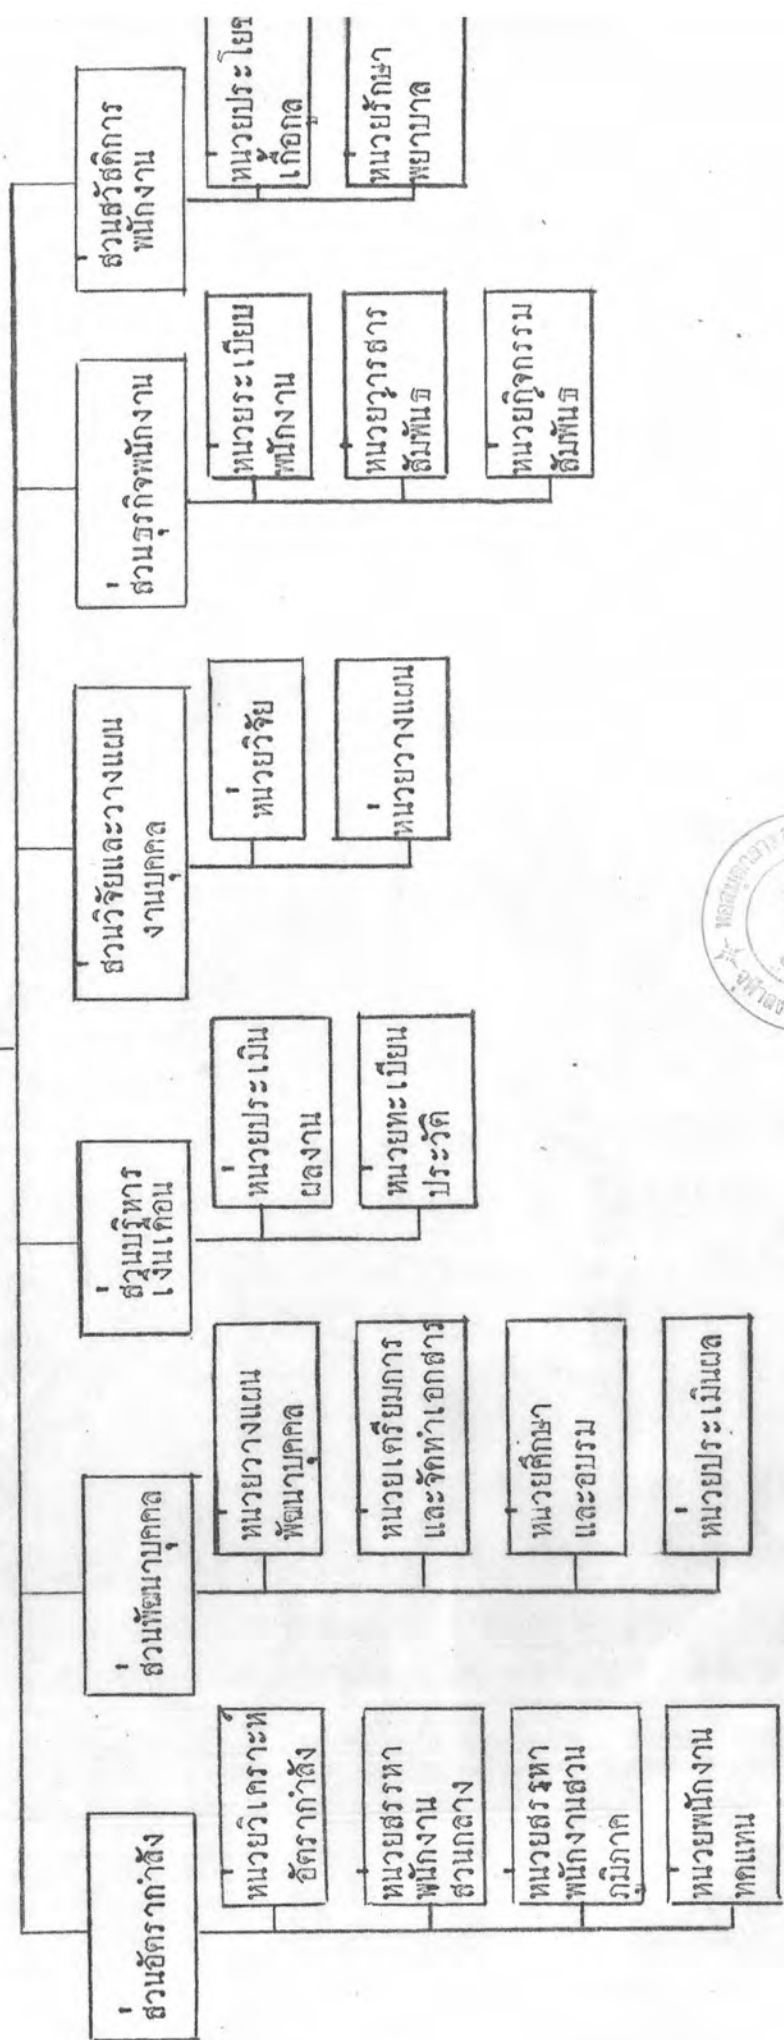 ส่วนอัตรากำลัง
หน่วยวิเคราะห์
อัตรากำลัง
หน่วยสรรหา
พนักงาน
ส่วนกลาง
หน่วยสรรหา
พนักงานส่วน
ภูมิภาค
หน่วยพนักงาน
ทดแทน
ส่วนพัฒนาบุคคล
หน่วยวางแผน
พัฒนาบุคคล
หน่วยเตรียมการ
และจัดทำเอกสาร
หน่วยศึกษา
และอบรม
หน่วยประเมินผล
ส่วนบริหาร
เงินเดือน
หน่วยประเมิน
ผลงาน
หน่วยทะเบียน
ประวัติ
ส่วนวิจัยและวางแผน
งานบุคคล
หน่วยวิจัย
หน่วยวางแผน
ส่วนธุรกิจพนักงาน
หน่วยระเบียบ
พนักงาน
หน่วยวารสาร
สัมพันธ์
หน่วยกิจกรรม
สัมพันธ์
ส่วนสวัสดิการ
พนักงาน
หน่วยประโยช
เกื้อกูล
หน่วยรักษา
พยาบาล